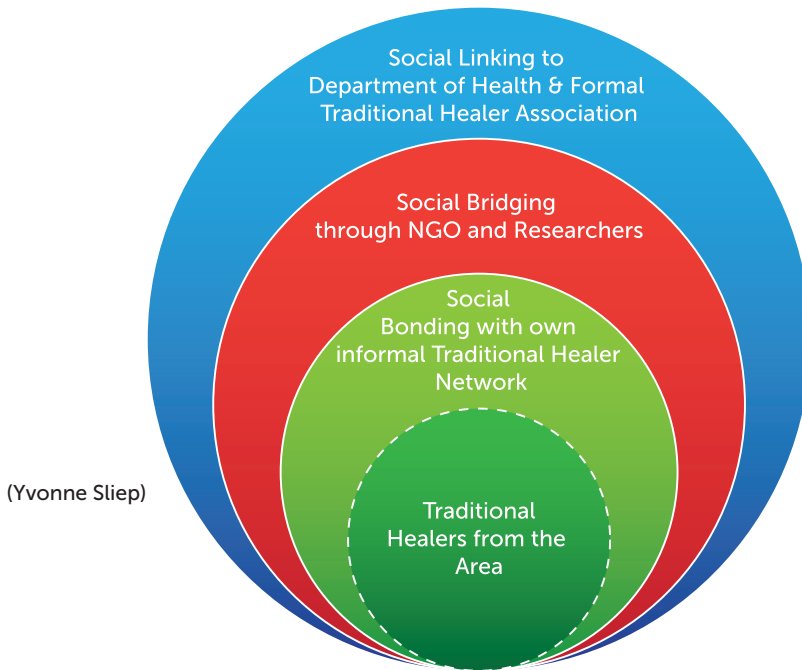 Social Linking to
Department of Health & Formal
Traditional Healer Association
Social Bridging
through NGO and Researchers
Social
Bonding with own
informal Traditional Healer
Network
(Yvonne Sliep)
Traditional
Healers from the
Area